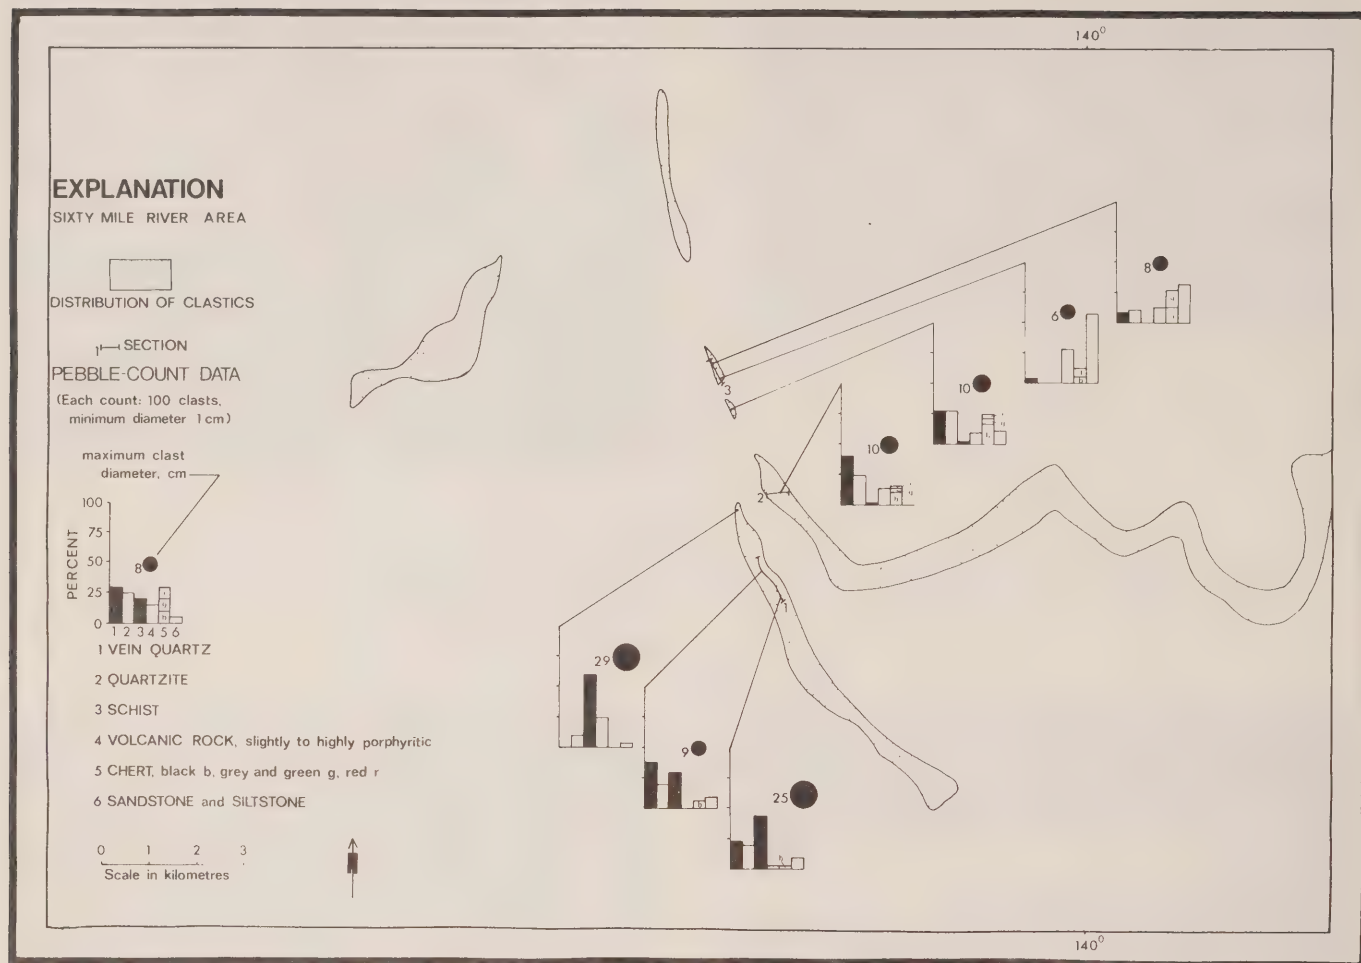 140⁰
EXPLANATION
SIXTY MILE RIVER AREA
DISTRIBUTION OF CLASTICS
1 SECTION
PEBBLE-COUNT DATA
(Each count: 100 clasts,
minimum diameter 1cm)
maximum clast
diameter, cm
100
75
50
25
0
PERCENT
8
1 2 3 4 5 6
1 VEIN QUARTZ
2 QUARTZITE
3 SCHIST
4 VOLCANIC ROCK, slightly to highly porphyritic
5 CHERT, black b, grey and green g, red r
6 SANDSTONE and SILTSTONE
0 1 2 3
Scale in kilometres
8
6
3
10
10
2
1
29
9
25
140⁰